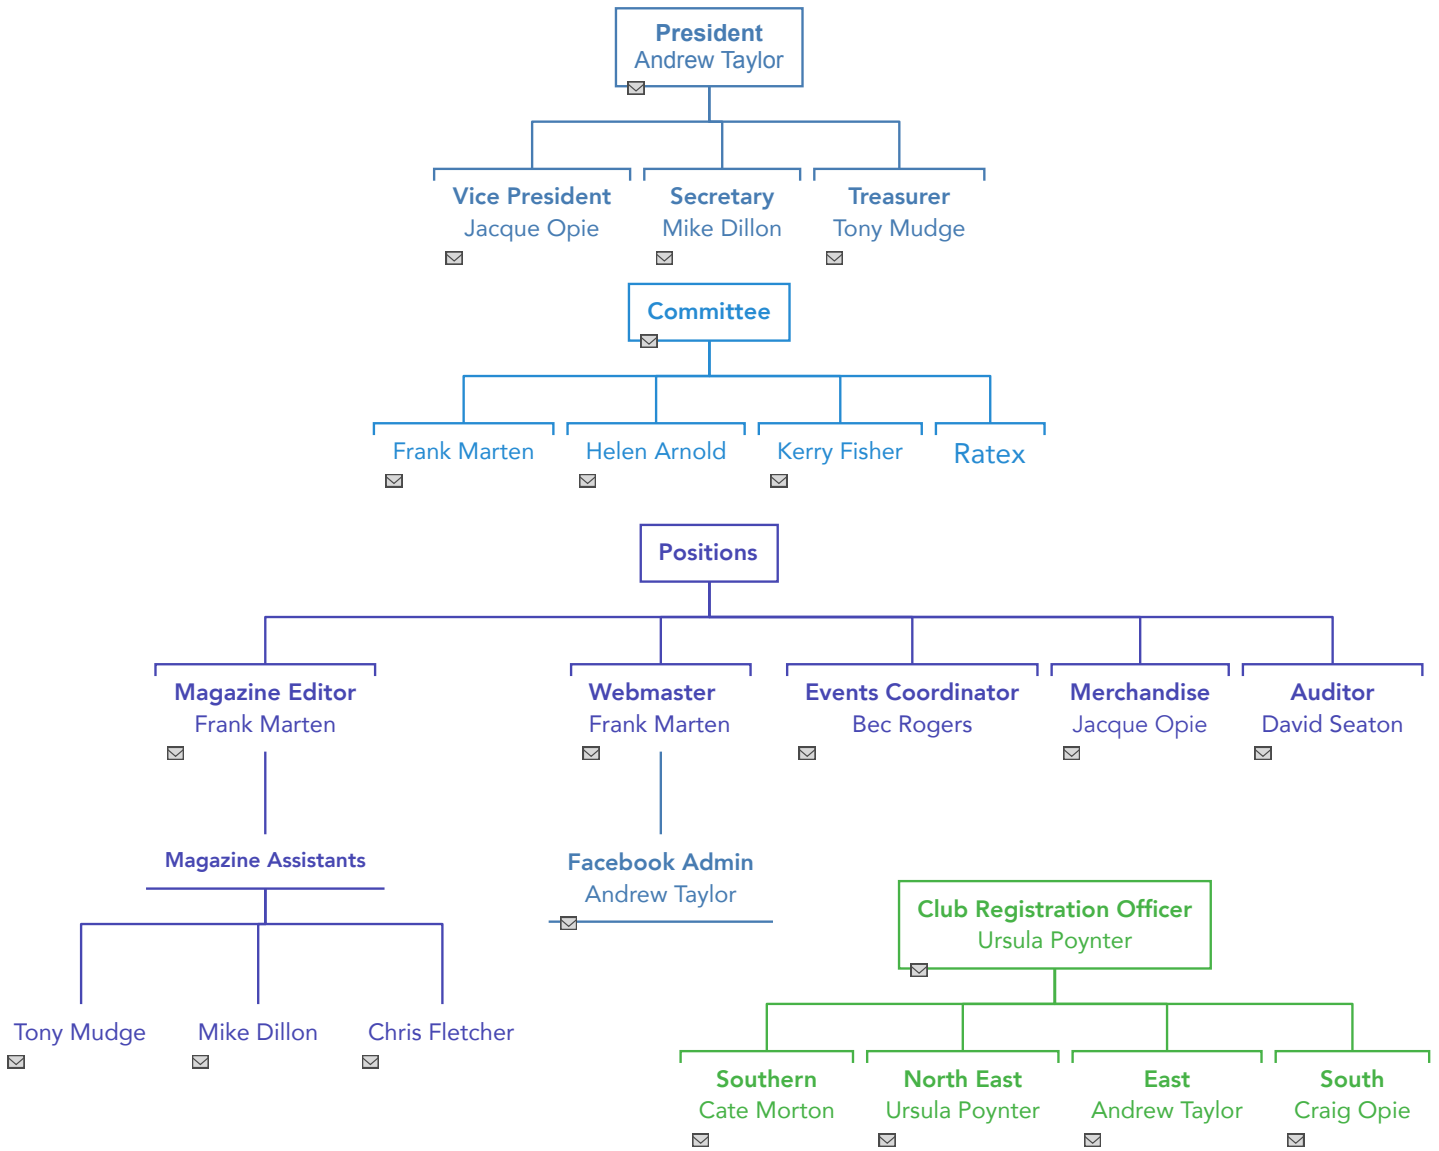 President
Andrew Taylor
Vice President
Jacque Opie
Secretary
Mike Dillon
Treasurer
Tony Mudge
Committee
Frank Marten
Helen Arnold
Kerry Fisher
Ratex
Positions
Magazine Editor
Frank Marten
Webmaster
Frank Marten
Events Coordinator
Bec Rogers
Merchandise
Jacque Opie
Auditor
David Seaton
Magazine Assistants
Facebook Admin
Andrew Taylor
Club Registration Officer
Ursula Poynter
Tony Mudge
Mike Dillon
Chris Fletcher
Southern
Cate Morton
North East
Ursula Poynter
East
Andrew Taylor
South
Craig Opie